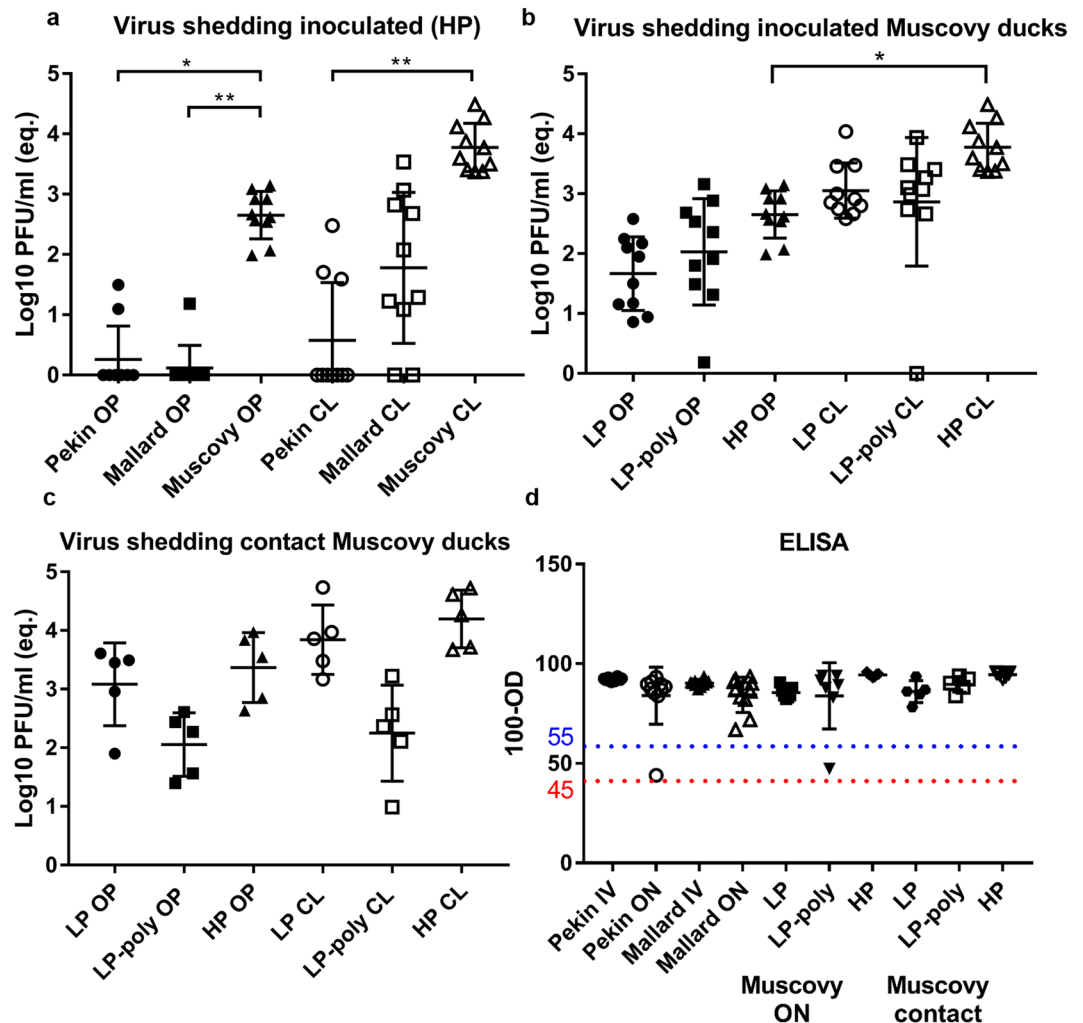 a
Virus shedding inoculated (HP)
Log10 PFU/ml (eq.)
5
4
3
2
1
0
*
**
**
Pekin OP
Mallard OP
Muscovy OP
Pekin CL
Mallard CL
Muscovy CL
b
Virus shedding inoculated Muscovy ducks
Log10 PFU/ml (eq.)
5
4
3
2
1
0
*
LP OP
LP-poly OP
HP OP
LP CL
LP-poly CL
HP CL
c
Virus shedding contact Muscovy ducks
Log10 PFU/ml (eq.)
5
4
3
2
1
0
LP OP
LP-poly OP
HP OP
LP CL
LP-poly CL
HP CL
d
ELISA
100-OD
150
100
50
0
55
45
Pekin IV
Pekin ON
Mallard IV
Mallard ON
LP
LP-poly
HP
LP
LP-poly
HP
Muscovy
ON
Muscovy
contact